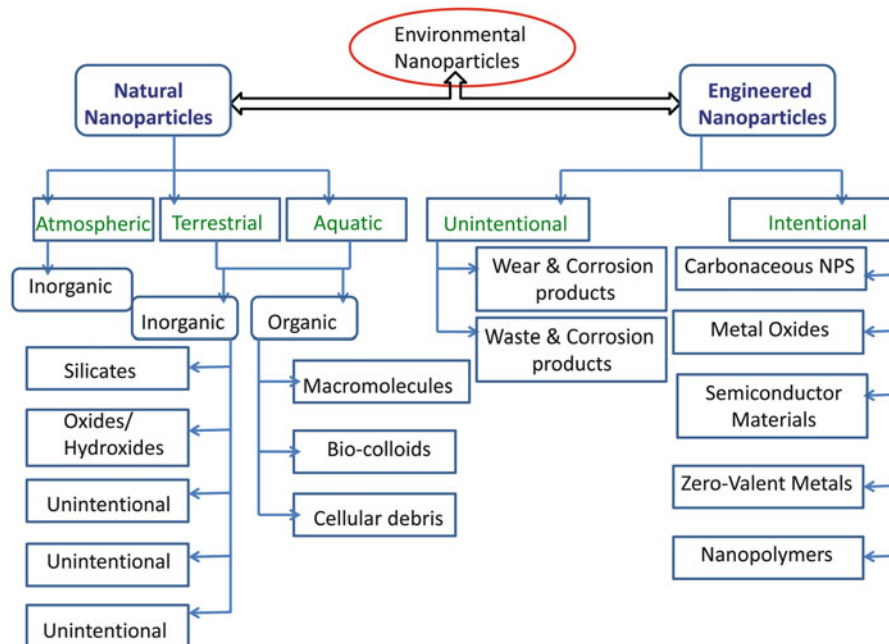 Environmental
Nanoparticles
Natural
Nanoparticles
Engineered
Nanoparticles
Atmospheric
Terrestrial
Aquatic
Unintentional
Intentional
Inorganic
Inorganic
Organic
Silicates
Oxides/
Hydroxides
Unintentional
Unintentional
Unintentional
Macromolecules
Bio-colloids
Cellular debris
Wear & Corrosion
products
Waste & Corrosion
products
Carbonaceous NPS
Metal Oxides
Semiconductor
Materials
Zero-Valent Metals
Nanopolymers